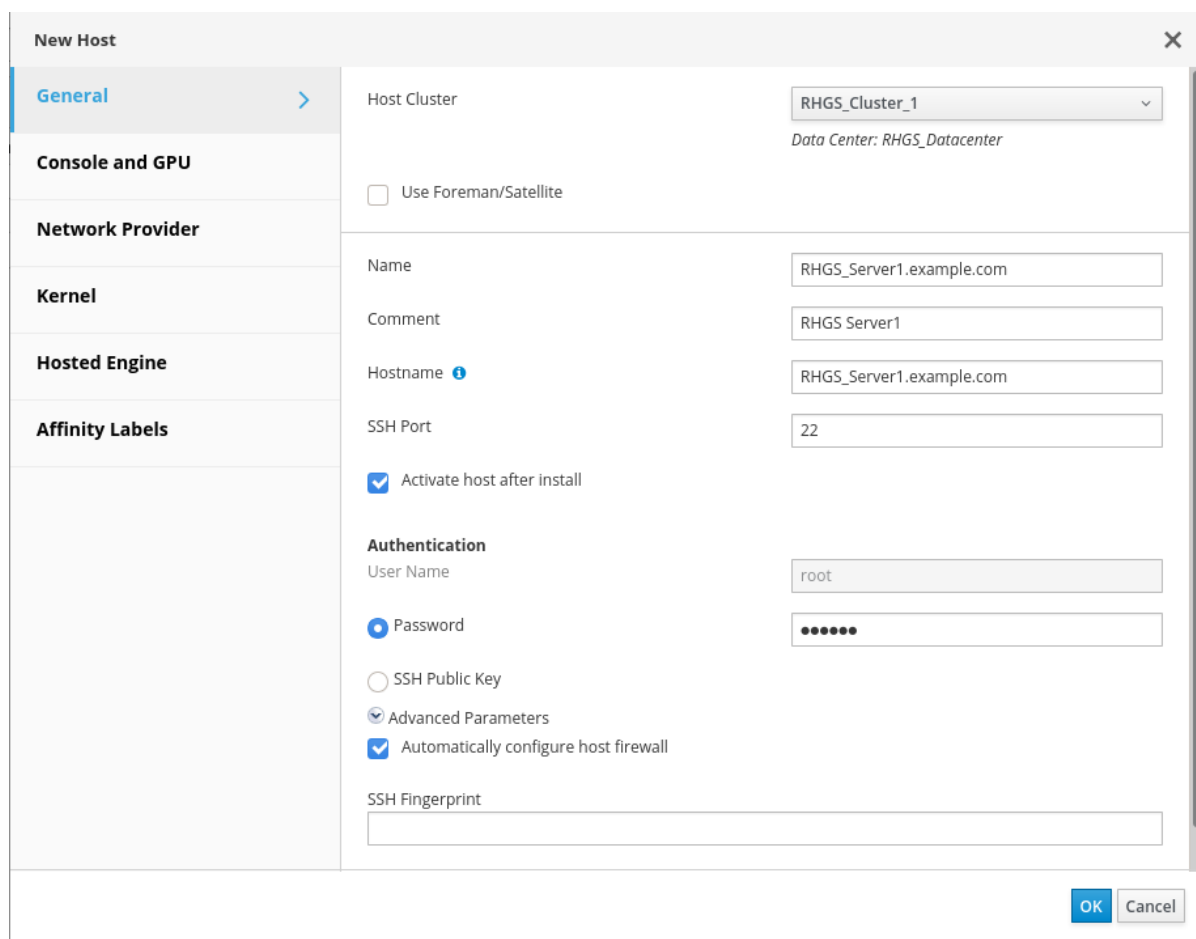 New Host
General
Console and GPU
Network Provider
Kernel
Hosted Engine
Affinity Labels
Host Cluster
RHGS_Cluster_1
Data Center: RHGS_Datacenter
Use Foreman/Satellite
Name
RHGS_Server1.example.com
Comment
RHGS Server1
Hostname
RHGS_Server1.example.com
SSH Port
22
Activate host after install
Authentication
User Name
root
Password
●●●●●●
SSH Public Key
Advanced Parameters
Automatically configure host firewall
SSH Fingerprint
OK
Cancel